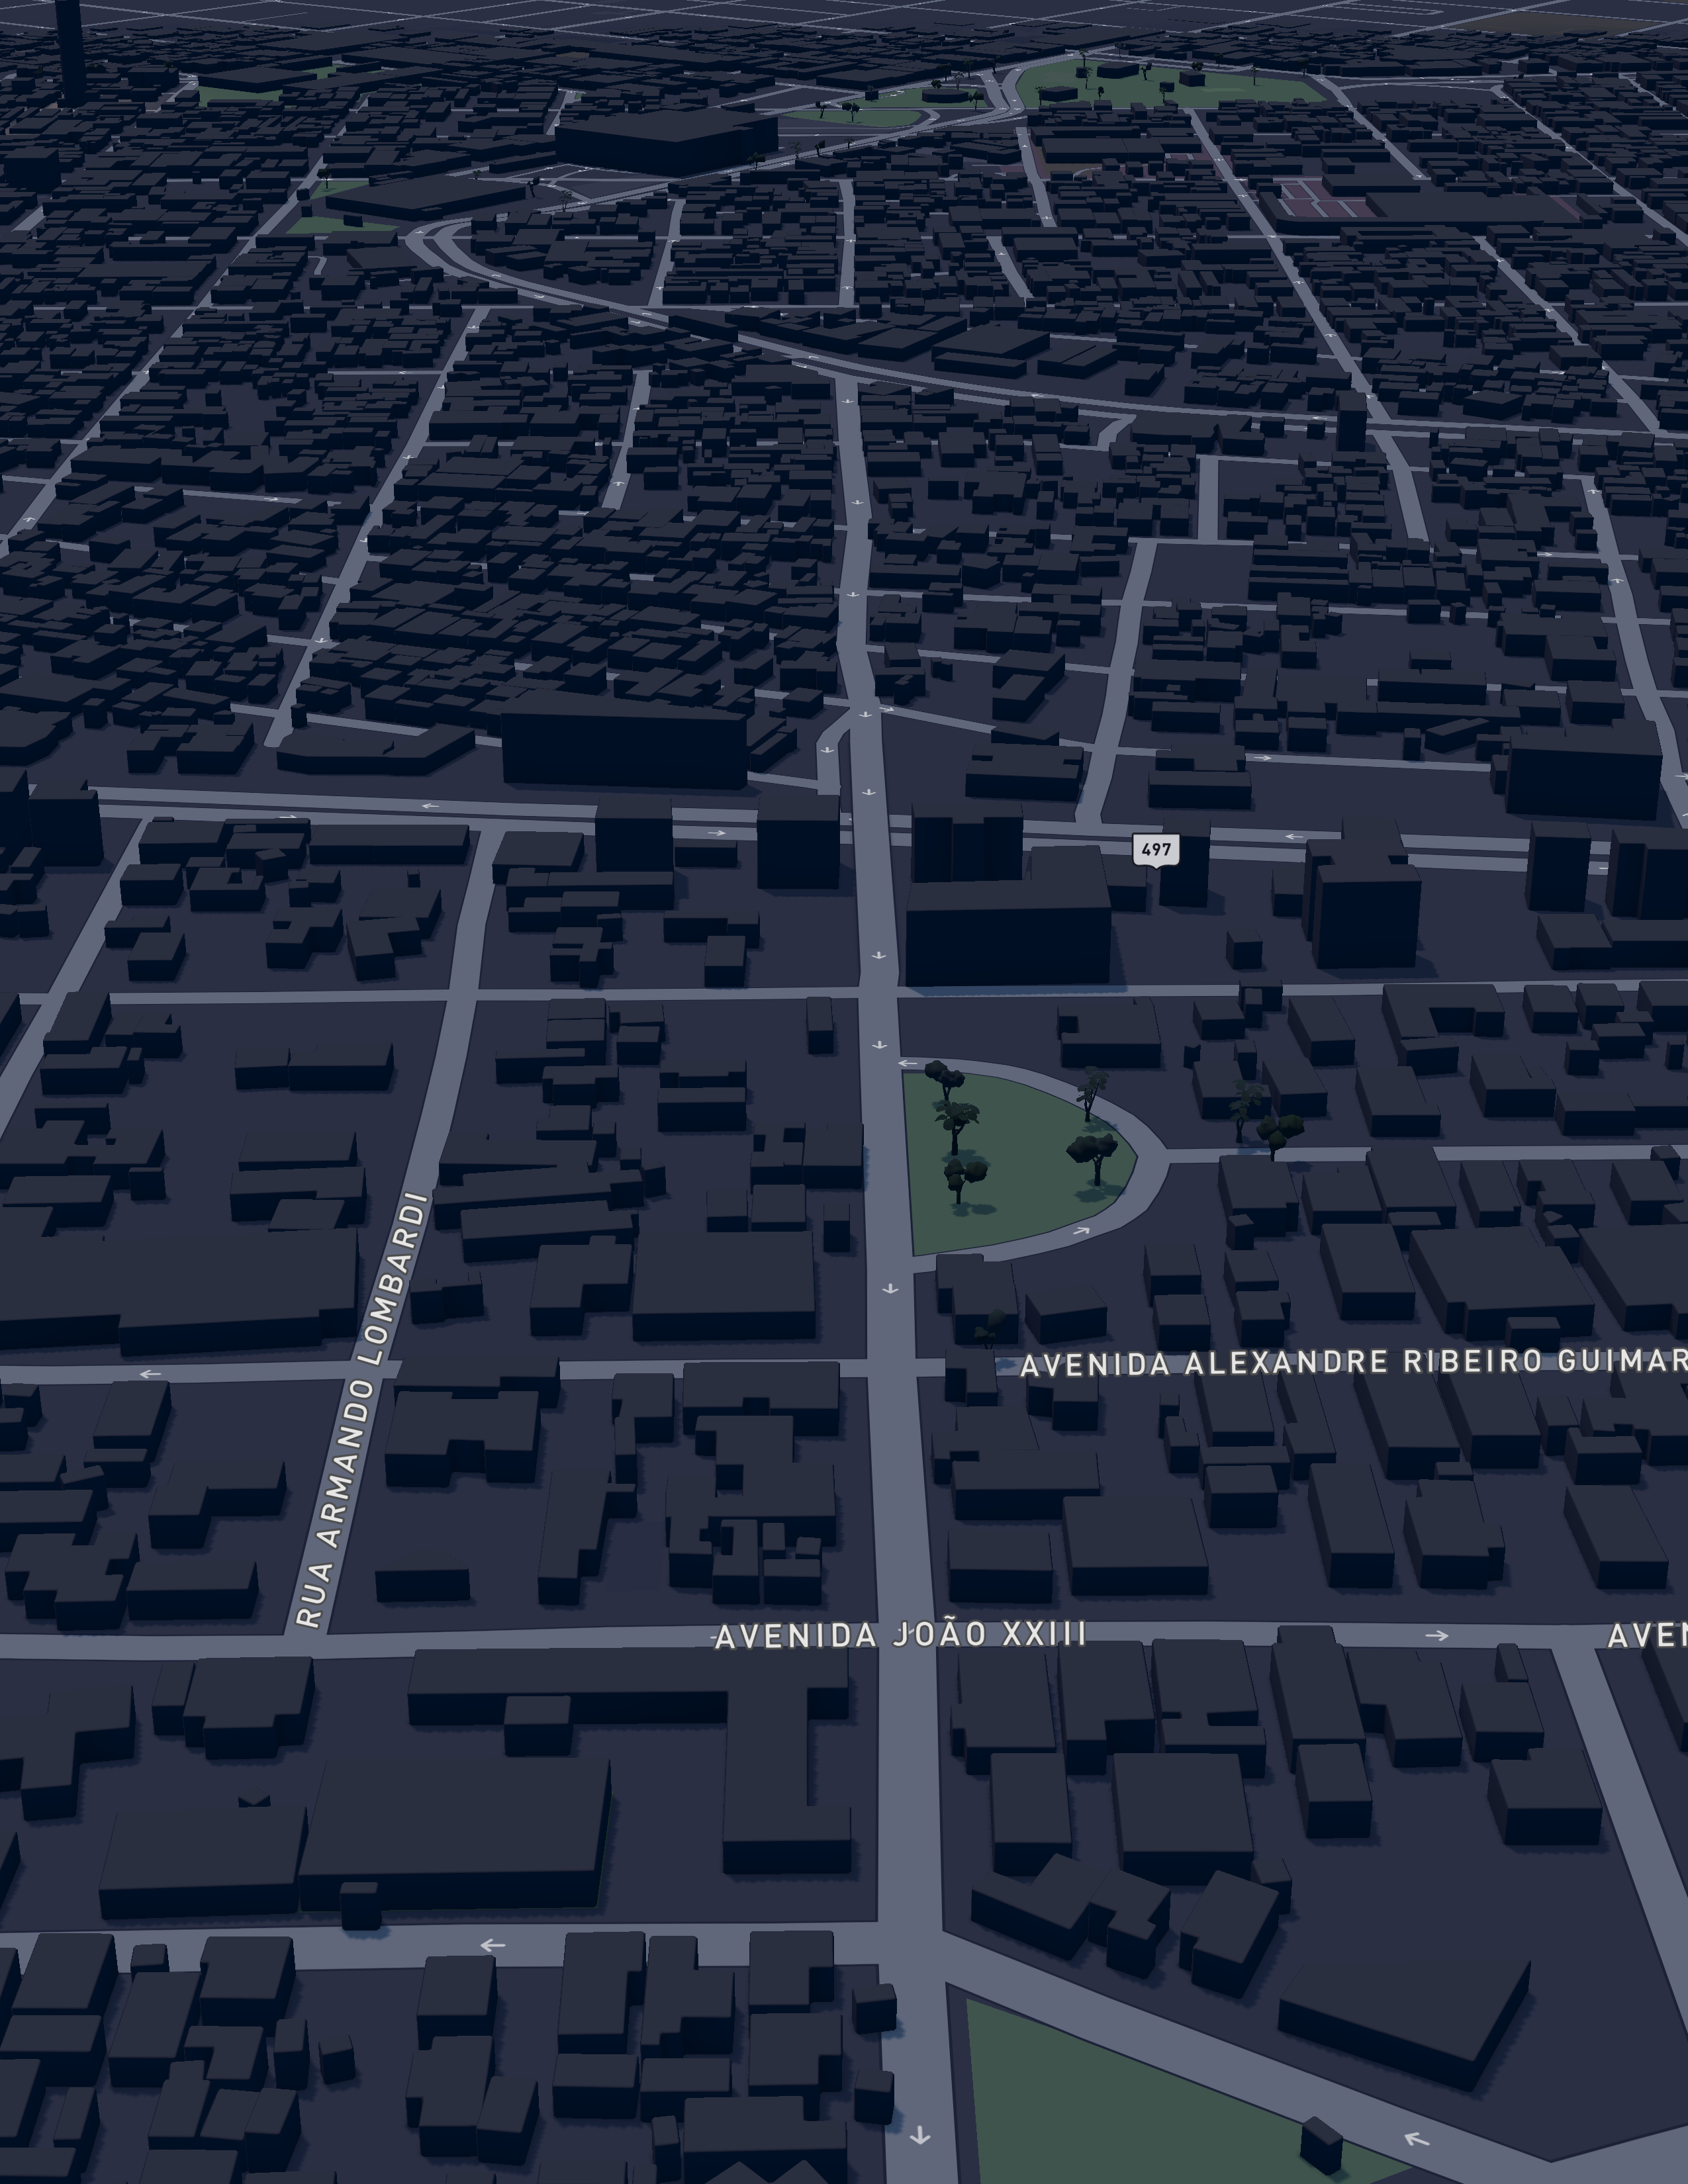 497
RUA ARMANDO LOMBARDI
AVENIDA ALEXANDRE RIBEIRO GUIMAR
AVENIDA JOÃO XXIII
AVEN